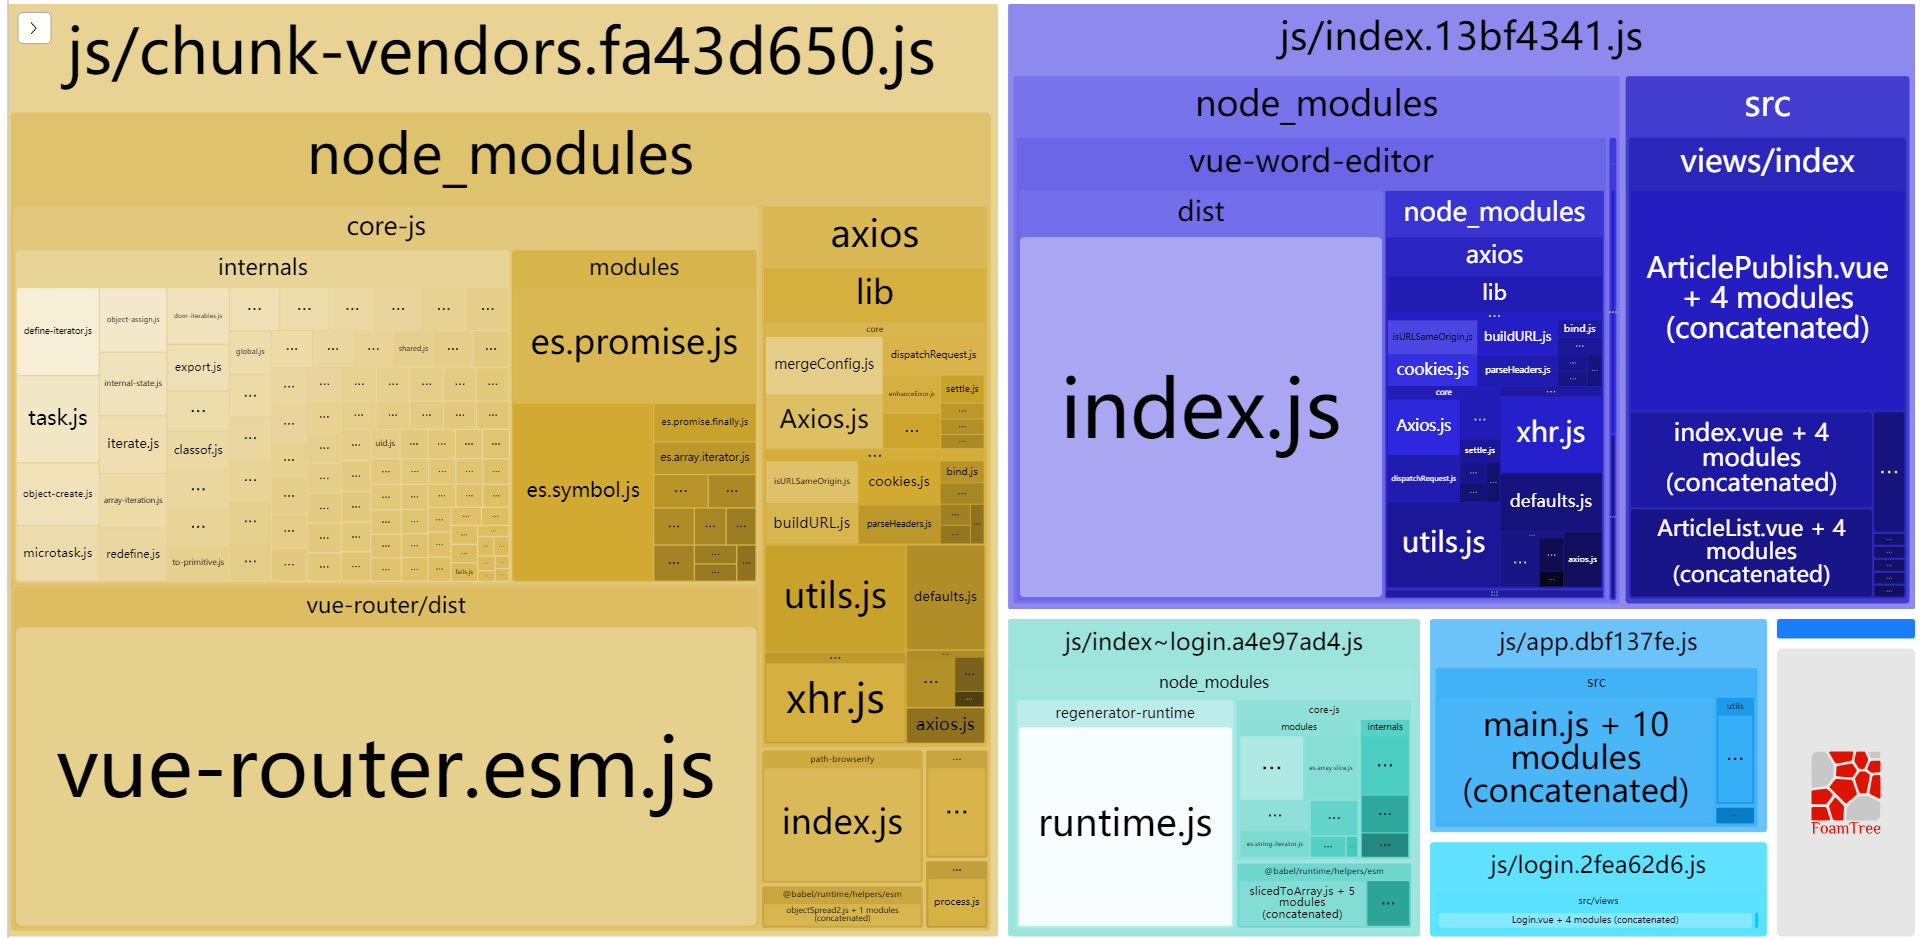 js/chunk-vendors.fa43d650.js
node_modules
core-js
internals
define-iterator.js
object-assign.js
dom-iterables.js
...
...
...
...
...
...
global.js
...
...
...
shared.js
...
...
export.js
internal-state.js
task.js
iterate.js
classof.js
uid.js
object-create.js
array-iteration.js
microtask.js
redefine.js
to-primitive.js
fails.js
modules
es.promise.js
es.symbol.js
es.promise.finally.js
es.array.iterator.js
vue-router/dist
vue-router.esm.js
axios
lib
core
mergeConfig.js
dispatchRequest.js
enhanceError.js
settle.js
Axios.js
...
isURLSameOrigin.js
cookies.js
bind.js
buildURL.js
parseHeaders.js
utils.js
defaults.js
...
xhr.js
...
axios.js
path-browserify
index.js
...
...
@babel/runtime/helpers/esm
objectSpread2.js + 1 modules
(concatenated)
...
process.js
js/index.13bf4341.js
node_modules
vue-word-editor
dist
index.js
node_modules
axios
lib
...
isURLSameOrigin.js
buildURL.js
bind.js
cookies.js
parseHeaders.js
core
Axios.js
...
settle.js
dispatchRequest.js
xhr.js
defaults.js
utils.js
...
axios.js
src
views/index
ArticlePublish.vue
+ 4 modules
(concatenated)
index.vue + 4
modules
(concatenated)
...
ArticleList.vue + 4
modules
(concatenated)
js/index~login.a4e97ad4.js
node_modules
regenerator-runtime
runtime.js
core-js
modules
internals
...
es.array.slice.js
...
...
...
...
es.string.iterator.js
...
...
@babel/runtime/helpers/esm
slicedToArray.js + 5
modules
(concatenated)
...
js/app.dbf137fe.js
src
main.js + 10
modules
(concatenated)
utils
...
...
js/login.2fea62d6.js
src/views
Login.vue + 4 modules (concatenated)
FoamTree